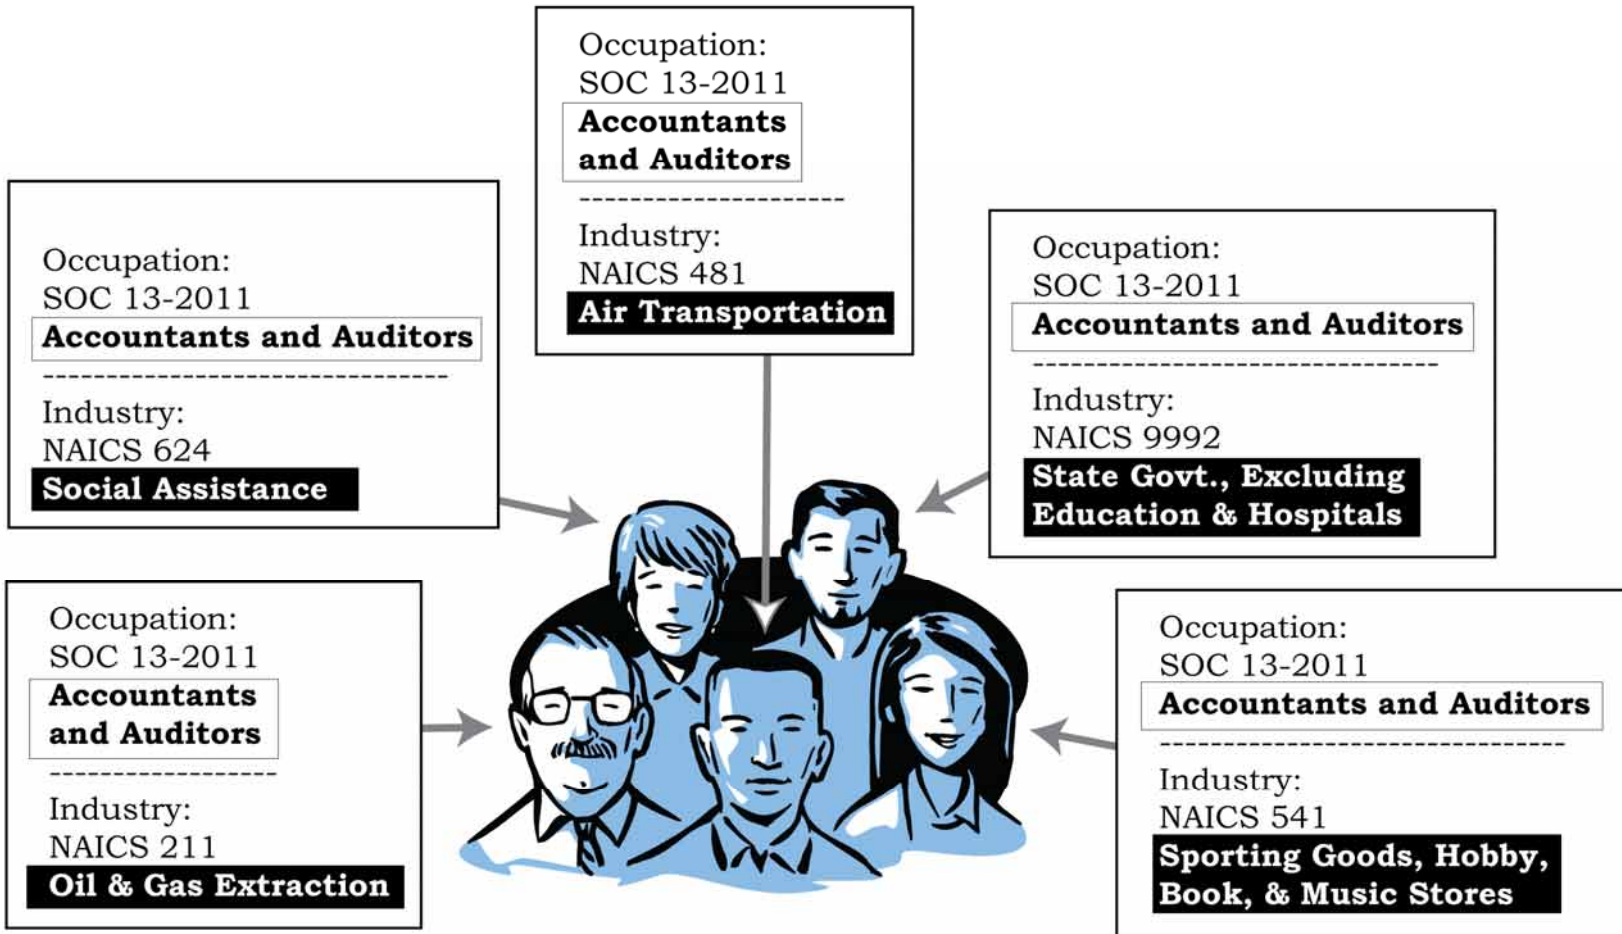 Occupation:
SOC 13-2011
Accountants
and Auditors
---------------------
Industry:
NAICS 481
Air Transportation
Occupation:
SOC 13-2011
Accountants and Auditors
--------------------------------
Industry:
NAICS 624
Social Assistance
Occupation:
SOC 13-2011
Accountants and Auditors
--------------------------------
Industry:
NAICS 9992
State Govt., Excluding
Education & Hospitals
Occupation:
SOC 13-2011
Accountants
and Auditors
------------------
Industry:
NAICS 211
Oil & Gas Extraction
Occupation:
SOC 13-2011
Accountants and Auditors
--------------------------------
Industry:
NAICS 541
Sporting Goods, Hobby,
Book, & Music Stores